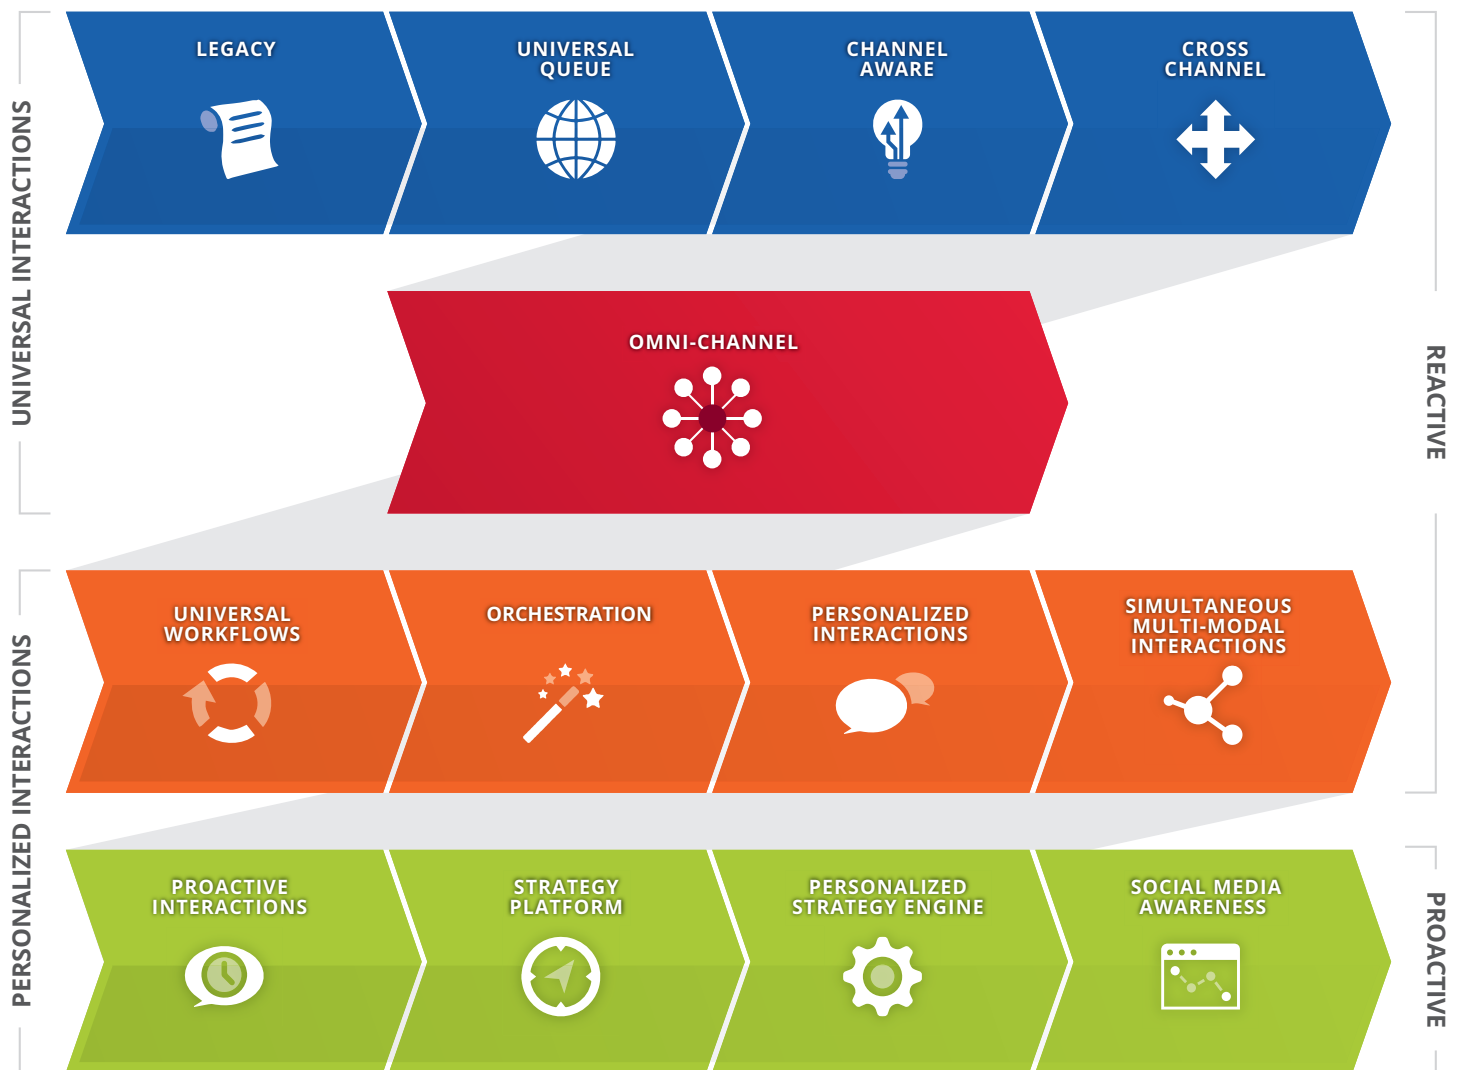 LEGACY
UNIVERSAL
QUEUE
CHANNEL
AWARE
CROSS
CHANNEL
UNIVERSAL INTERACTIONS
OMNI-CHANNEL
REACTIVE
UNIVERSAL
WORKFLOWS
ORCHESTRATION
PERSONALIZED
INTERACTIONS
SIMULTANEOUS
MULTI-MODAL
INTERACTIONS
PERSONALIZED INTERACTIONS
PROACTIVE
INTERACTIONS
STRATEGY
PLATFORM
PERSONALIZED
STRATEGY ENGINE
SOCIAL MEDIA
AWARENESS
PROACTIVE